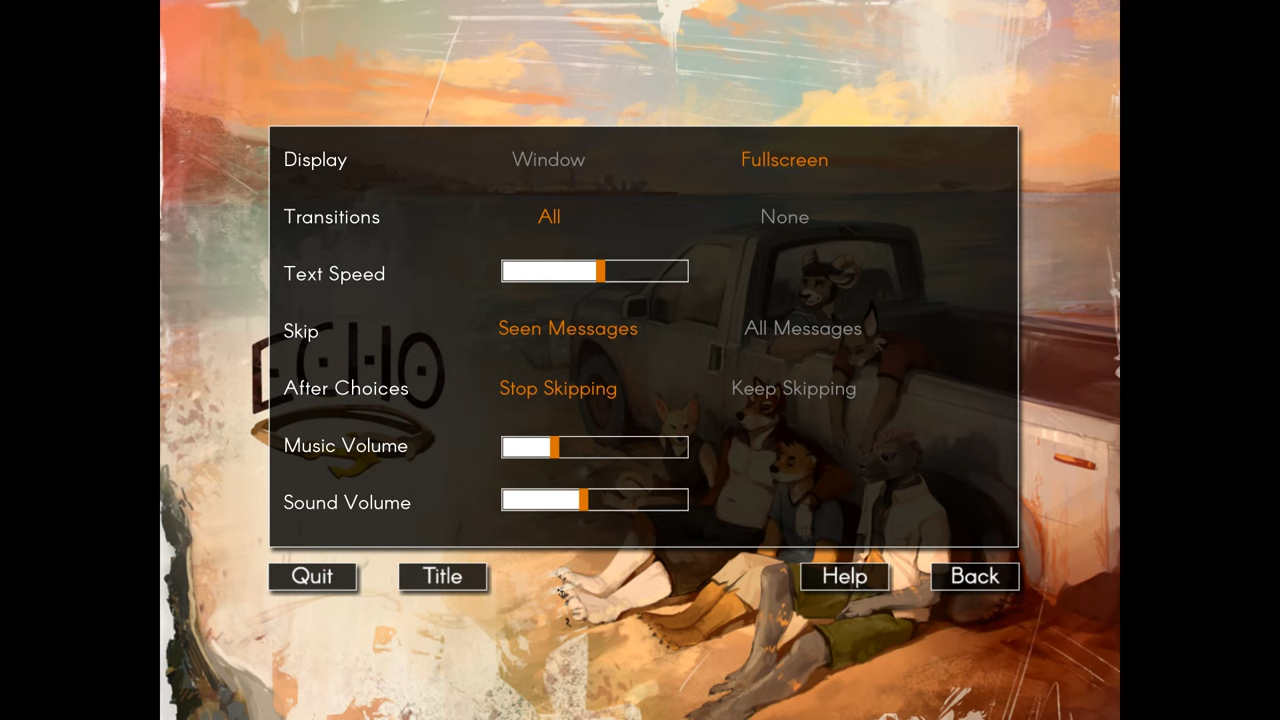 Display Window Fullscreen
Transitions All None
Text Speed
Skip Seen Messages All Messages
ECHO
After Choices Stop Skipping Keep Skipping
Music Volume
Sound Volume
Quit Title Help Back